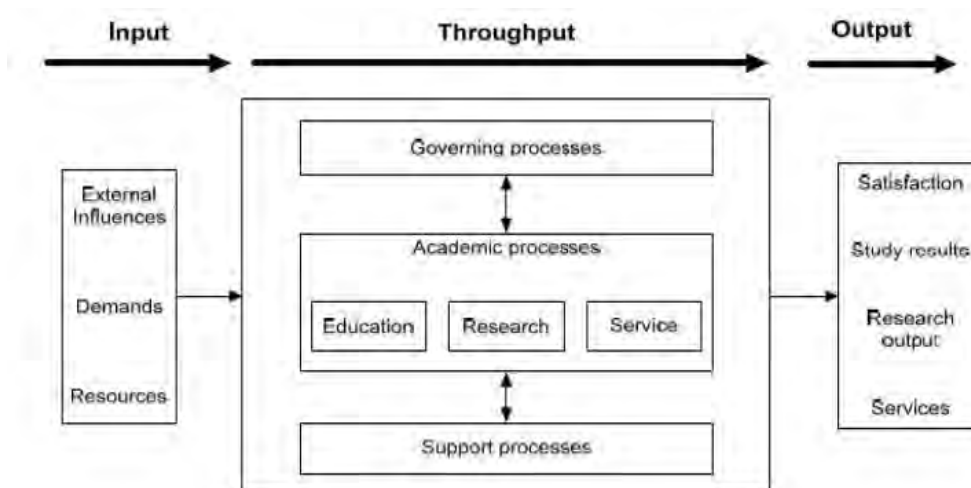 Input
Throughput
Output
External
Influences
Demands
Resources
Governing processes
Academic processes
Education
Research
Service
Support processes
Satisfaction
Study results
Research
output
Services